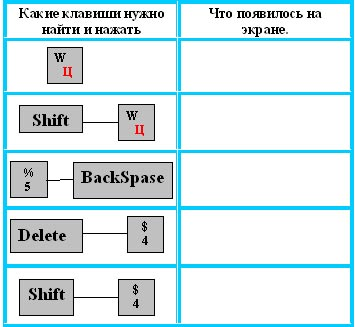 Какие клавиши нужно найти и нажать
Что появилось на экране.
W
Ц
Shift
W
Ц
%
5
BackSpase
Delete
$
4
Shift
$
4